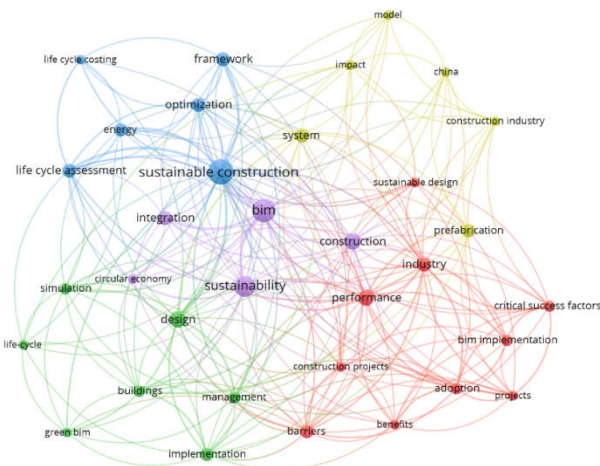 model
life cycle costing
framework
impact
china
optimization
construction industry
energy
system
life cycle assessment
sustainable construction
sustainable design
integration
bim
prefabrication
construction
industry
circular economy
simulation
sustainability
performance
critical success factors
design
life-cycle
bim implementation
construction projects
buildings
management
adoption
projects
green bim
barriers
benefits
implementation